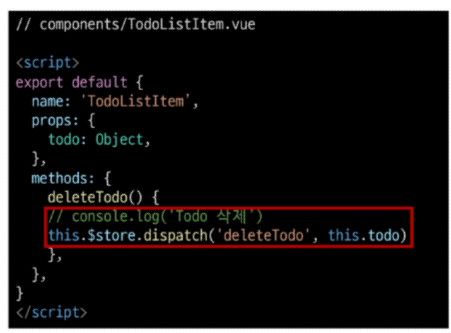 // components/TodoListItem.vue
<script>
export default {
name: 'TodoListItem',
props: {
todo: Object,
},
methods: {
deleteTodo() {
// console.log('Todo 삭제')
this.$store.dispatch('deleteTodo', this.todo)
},
},
}
</script>